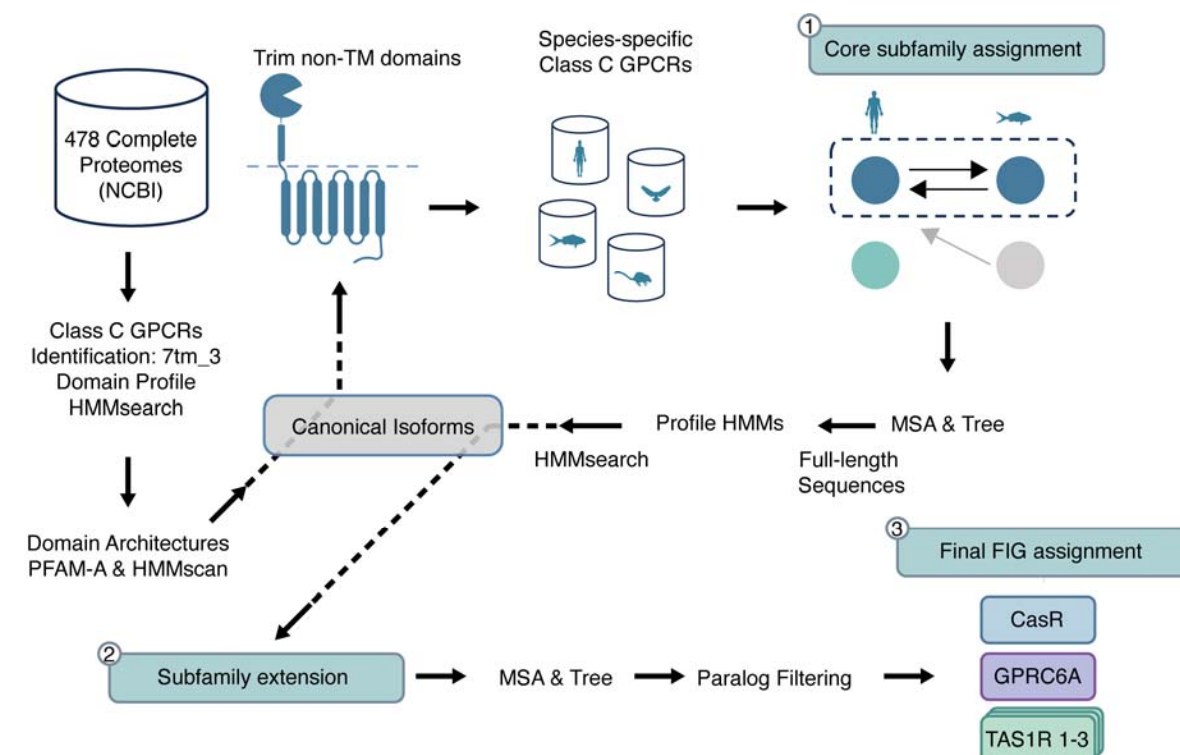 478 Complete
Proteomes
(NCBI)
Trim non-TM domains
Species-specific
Class C GPCRs
1
Core subfamily assignment
Class C GPCRs
Identification: 7tm_3
Domain Profile
HMMsearch
Canonical Isoforms
Profile HMMs
HMMsearch
MSA & Tree
Full-length
Sequences
Domain Architectures
PFAM-A & HMMscan
2
Subfamily extension
MSA & Tree
Paralog Filtering
3
Final FIG assignment
CasR
GPRC6A
TAS1R 1-3